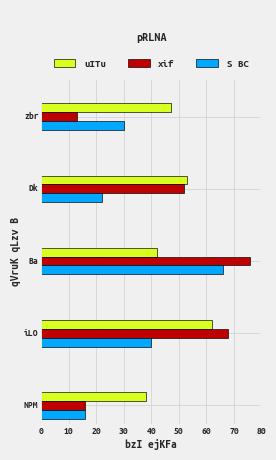 pRLNA
uITu xif S BC
qVruK qLzv B
zbr
Dk
Ba
iLO
NPM
0 10 20 30 40 50 60 70 80
bzI ejKFa